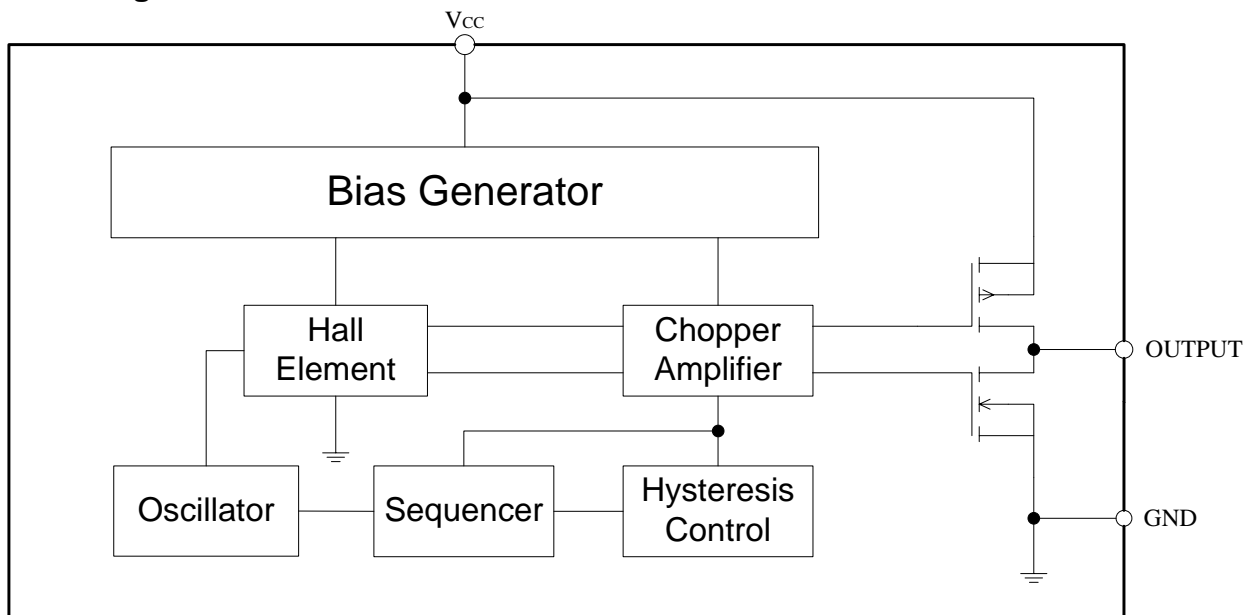 VCC
Bias Generator
Hall
Element
Chopper
Amplifier
OUTPUT
Oscillator
Sequencer
Hysteresis
Control
GND